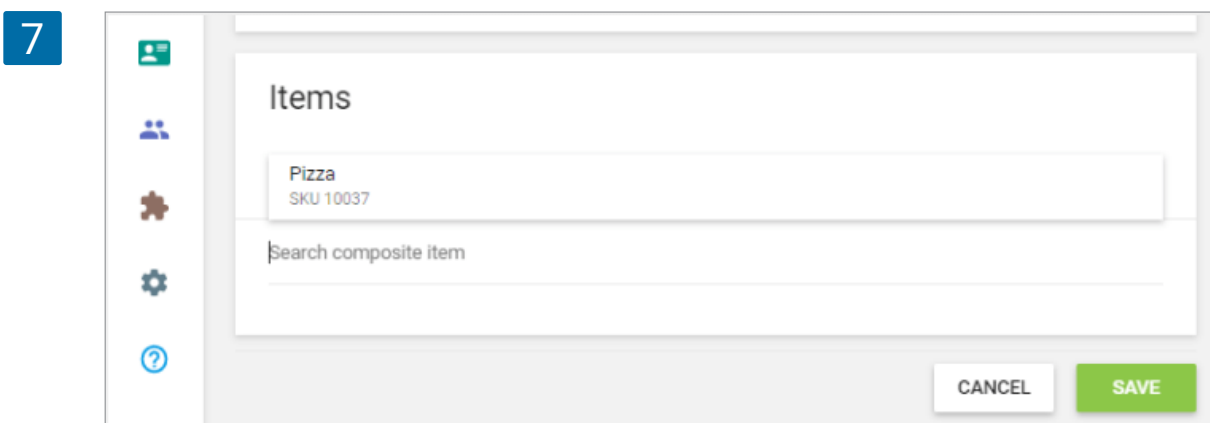 7
Items
Pizza
SKU 10037
Search composite item
CANCEL SAVE